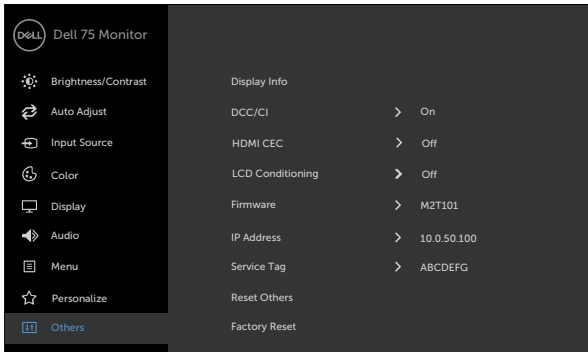 DELL Dell 75 Monitor
Brightness/Contrast Display Info
Auto Adjust DCC/CI On
Input Source HDMI CEC Off
Color LCD Conditioning Off
Display Firmware M2T101
Audio IP Address 10.0.50.100
Menu Service Tag ABCDEFG
Personalize Reset Others
Others Factory Reset